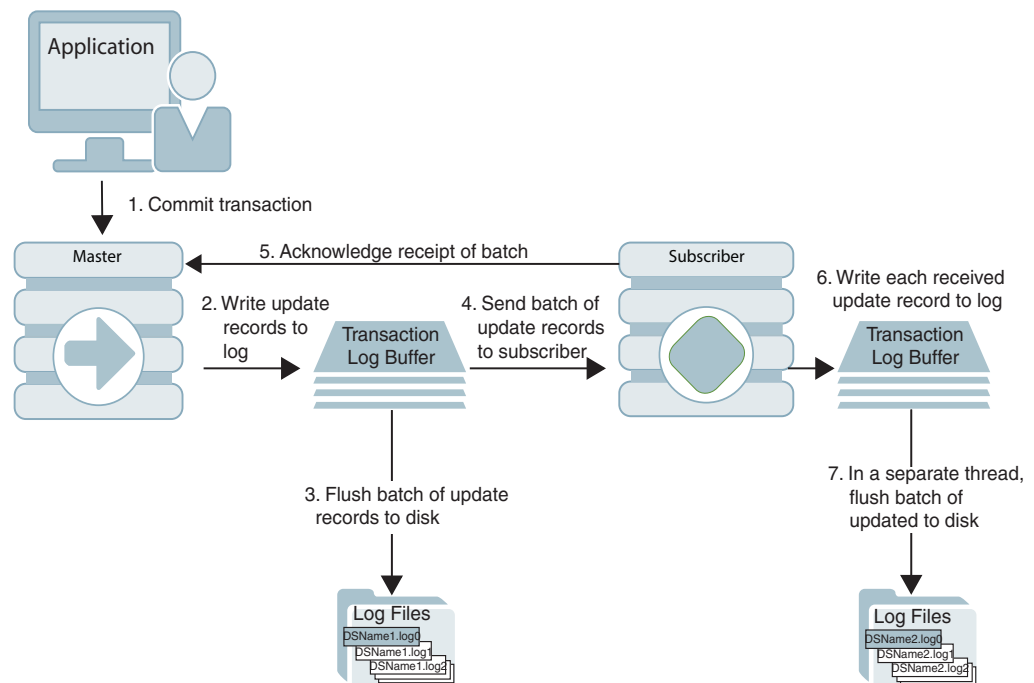 Application
1. Commit transaction
Master
5. Acknowledge receipt of batch
Subscriber
2. Write update
records to
log
Transaction
Log Buffer
4. Send batch of
update records
to subscriber
6. Write each received
update record to log
Transaction
Log Buffer
3. Flush batch of update
records to disk
7. In a separate thread,
flush batch of
updated to disk
Log Files
DSName1.log0
DSName1.log1
DSName1.log2
Log Files
DSName2.log0
DSName2.log1
DSName2.log2